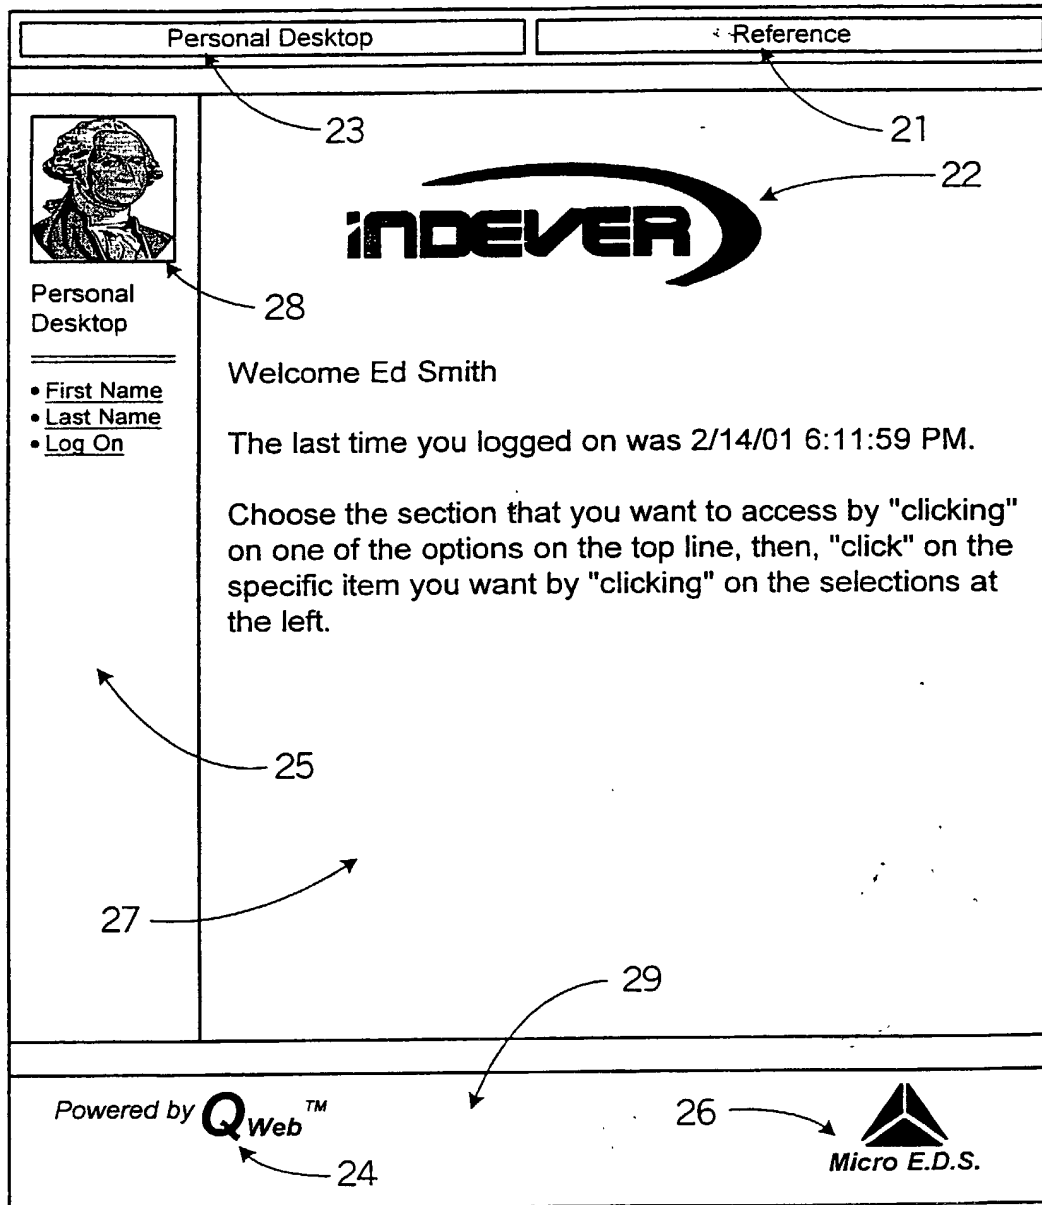 Personal Desktop
Reference
23
21
22
iNDEVER
28
Personal
Desktop
• First Name
• Last Name
• Log On
Welcome Ed Smith
The last time you logged on was 2/14/01 6:11:59 PM.
Choose the section that you want to access by "clicking"
on one of the options on the top line, then, "click" on the
specific item you want by "clicking" on the selections at
the left.
25
27
29
Powered by QWeb™
24
26
Micro E.D.S.